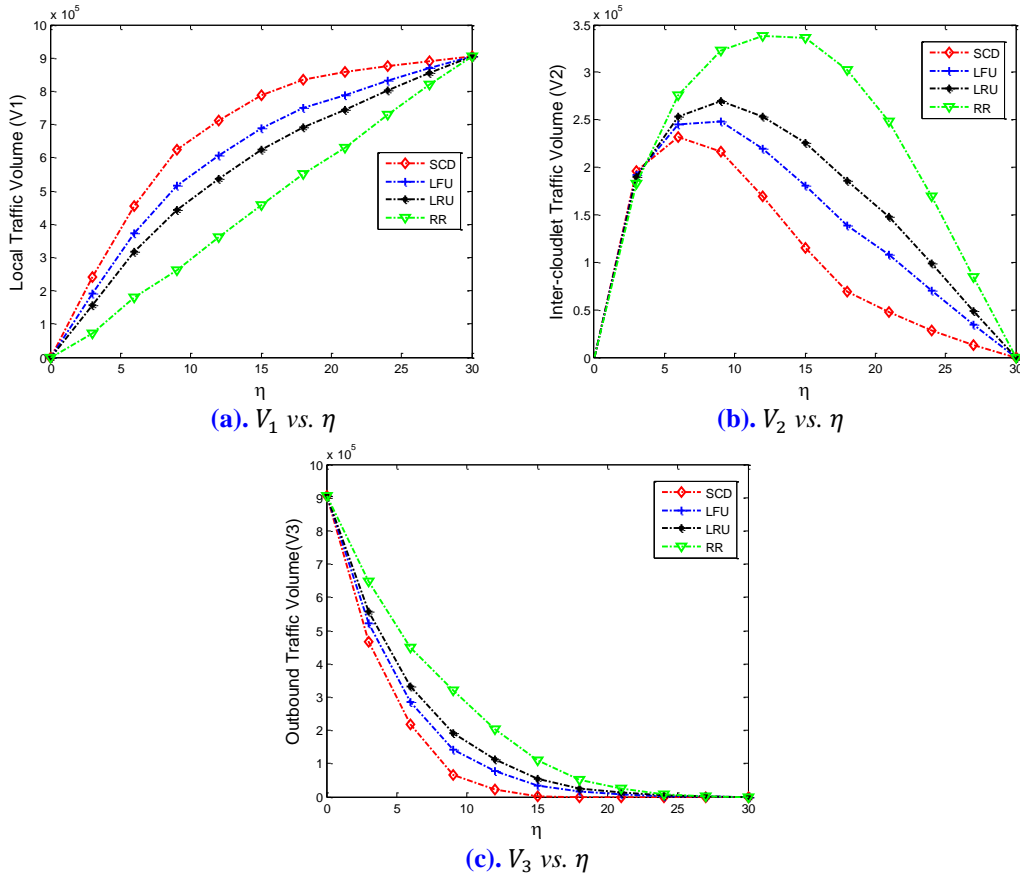 x 10^5
10
9
8
7
6
5
4
3
2
1
0
Local Traffic Volume (V1)
0 5 10 15 20 25 30
η
SCD
LFU
LRU
RR
(a). V_1 vs. η
x 10^5
3.5
3
2.5
2
1.5
1
0.5
0
Inter-cloudlet Traffic Volume (V2)
0 5 10 15 20 25 30
η
SCD
LFU
LRU
RR
(b). V_2 vs. η
x 10^5
10
9
8
7
6
5
4
3
2
1
0
Outbound Traffic Volume(V3)
0 5 10 15 20 25 30
η
SCD
LFU
LRU
RR
(c). V_3 vs. η